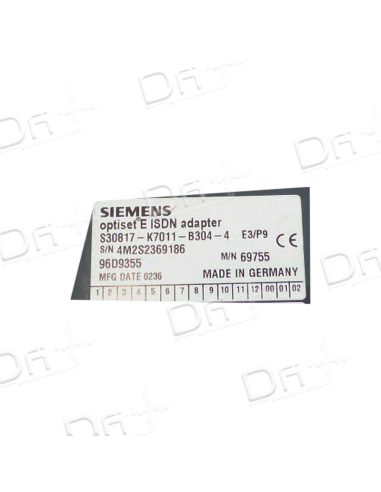 SIEMENS
optiset E ISDN adapter
S30817-K7011-B304-4 E3/P9 CE
S/N 4M2S2369186
96D9355 M/N 69755
MFG DATE 0236 MADE IN GERMANY
1 2 3 4 5 6 7 8 9 10 11 12 00 01 02